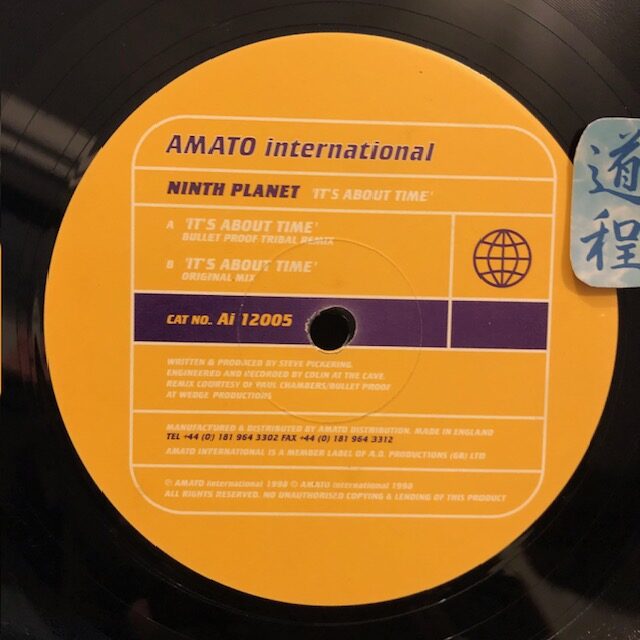 AMATO international
NINTH PLANET 'IT'S ABOUT TIME'
A 'IT'S ABOUT TIME'
BULLET PROOF TRIBAL REMIX
B 'IT'S ABOUT TIME'
ORIGINAL MIX
CAT NO. Ai 12005
WRITTEN & PRODUCED BY STEVE PICKERING.
ENGINEERED AND RECORDED BY COLIN AT THE CAVE.
REMIX COURTESY OF PAUL CHAMBERS/BULLET PROOF
AT WEDGE PRODUCTIONS
MANUFACTURED & DISTRIBUTED BY AMATO DISTRIBUTION. MADE IN ENGLAND
TEL +44 (0) 181 964 3302 FAX +44 (0) 181 964 3312
AMATO INTERNATIONAL IS A MEMBER LABEL OF A.D. PRODUCTIONS (GB) LTD
℗ AMATO international 1998 © AMATO international 1998
ALL RIGHTS RESERVED. NO UNAUTHORISED COPYING & LENDING OF THIS PRODUCT
道
程